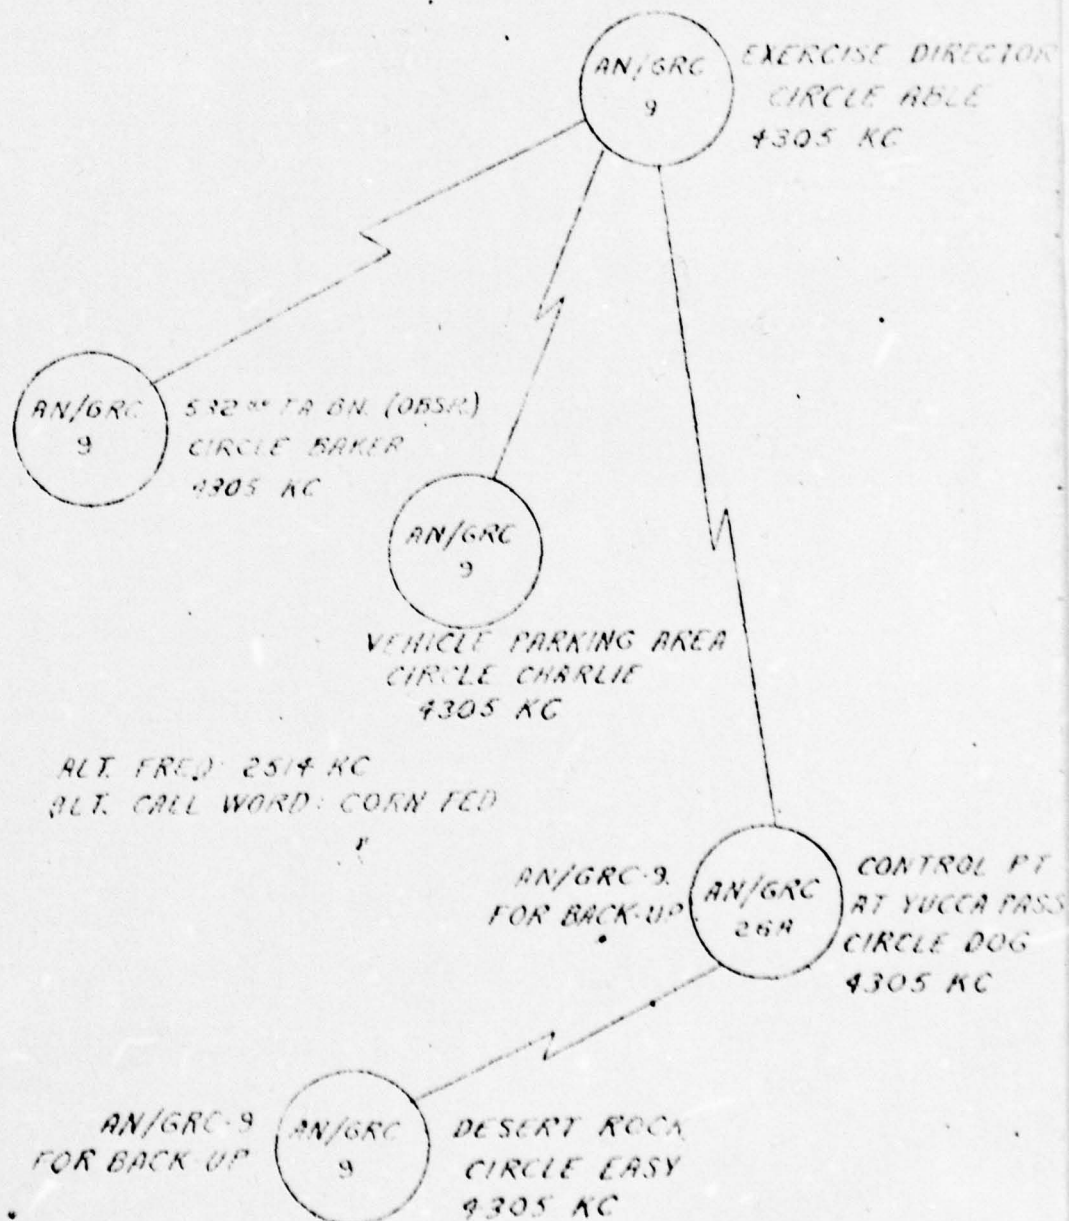 AN/GRC
9
EXERCISE DIRECTOR
CIRCLE ABLE
4305 KC
AN/GRC
9
532ND FA BN. (OBSR.)
CIRCLE BAKER
4305 KC
AN/GRC
9
VEHICLE PARKING AREA
CIRCLE CHARLIE
4305 KC
ALT. FREQ: 2514 KC
ALT. CALL WORD: CORN FED
AN/GRC-9
FOR BACK-UP
AN/GRC
26A
CONTROL PT
AT YUCCA PASS
CIRCLE DOG
4305 KC
AN/GRC-9
FOR BACK-UP
AN/GRC
9
DESERT ROCK
CIRCLE EASY
4305 KC